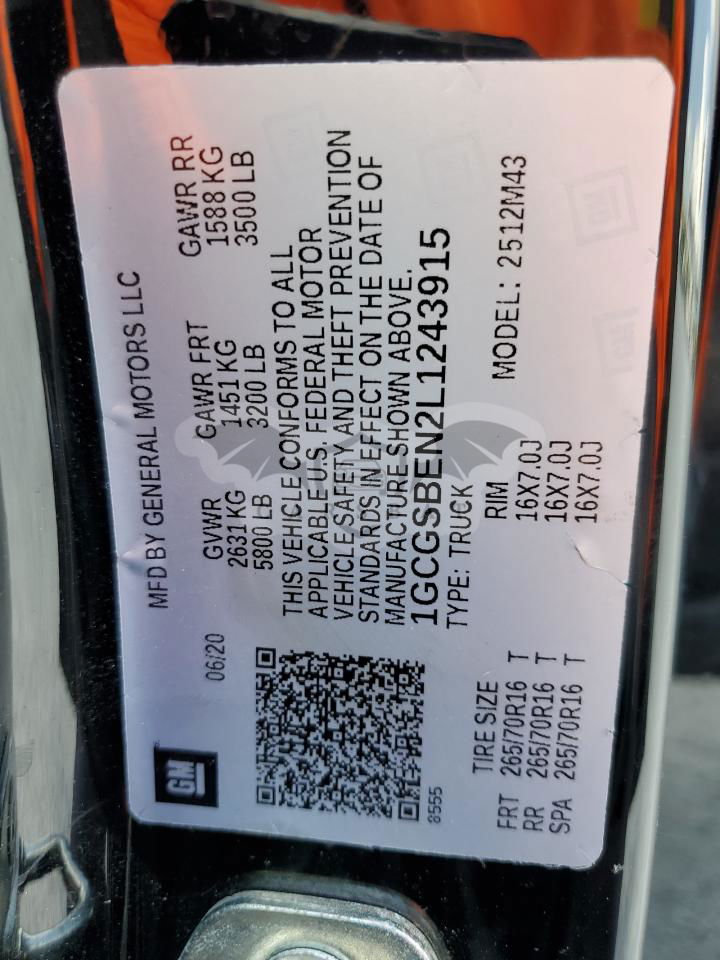 GM
06/20
MFD BY GENERAL MOTORS LLC
GVWR GAWR FRT GAWR RR
2631 KG 1451 KG 1588 KG
5800 LB 3200 LB 3500 LB
THIS VEHICLE CONFORMS TO ALL
APPLICABLE U.S. FEDERAL MOTOR
VEHICLE SAFETY, AND THEFT PREVENTION
STANDARDS IN EFFECT ON THE DATE OF
MANUFACTURE SHOWN ABOVE.
1GCGSBEN2L1243915
8555
TYPE: TRUCK
TIRE SIZE RIM MODEL: 2512M43
FRT 265/70R16 T 16X7.0J
RR 265/70R16 T 16X7.0J
SPA 265/70R16 T 16X7.0J